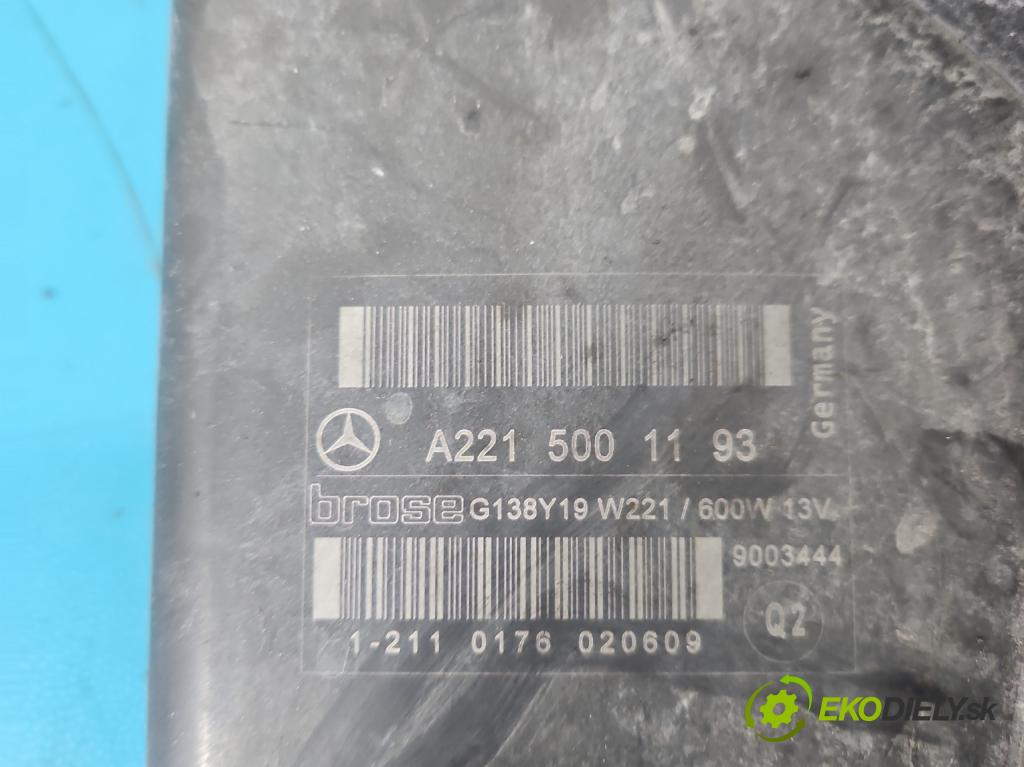 Germany
A221 500 11 93
brose G138Y19 W221 / 600W 13V
9003444
Q2
1-211 0176 020609
EKODIELY.sk